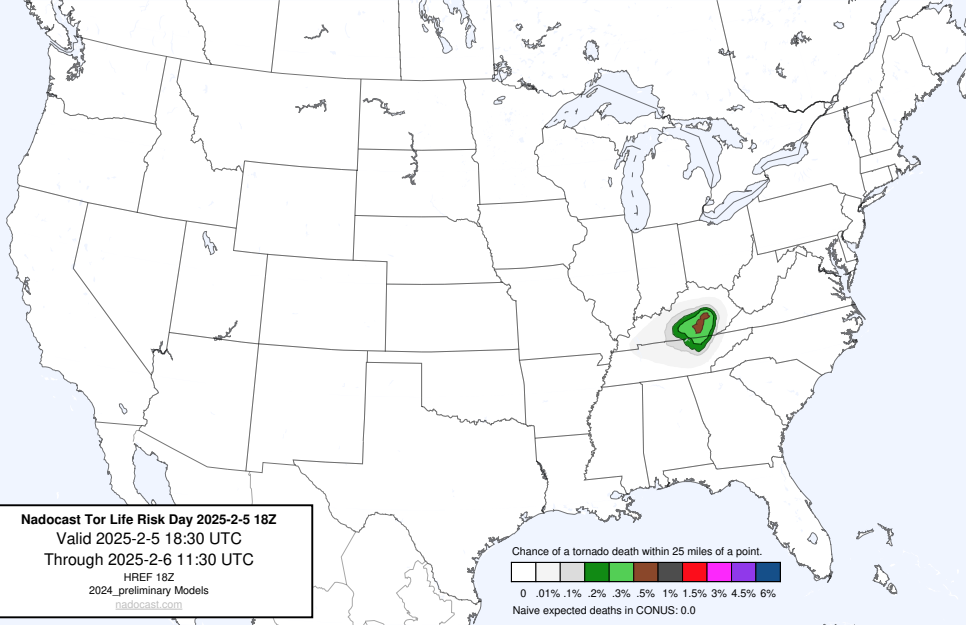 Nadocast Tor Life Risk Day 2025-2-5 18Z
Valid 2025-2-5 18:30 UTC
Through 2025-2-6 11:30 UTC
HREF 18Z
2024_preliminary Models
nadocast.com
Chance of a tornado death within 25 miles of a point.
0 .01% .1% .2% .3% .5% 1% 1.5% 3% 4.5% 6%
Naive expected deaths in CONUS: 0.0